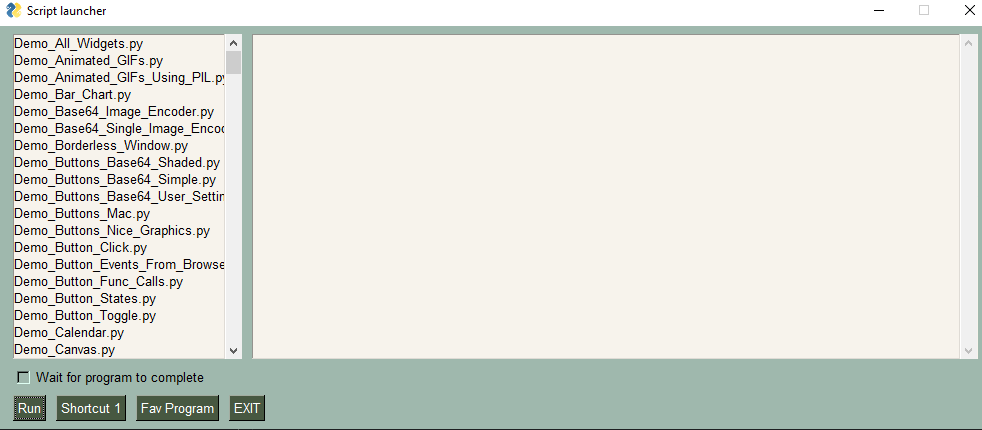 Script launcher
Demo_All_Widgets.py
Demo_Animated_GIFs.py
Demo_Animated_GIFs_Using_PIL.py
Demo_Bar_Chart.py
Demo_Base64_Image_Encoder.py
Demo_Base64_Single_Image_Encod
Demo_Borderless_Window.py
Demo_Buttons_Base64_Shaded.py
Demo_Buttons_Base64_Simple.py
Demo_Buttons_Base64_User_Settin
Demo_Buttons_Mac.py
Demo_Buttons_Nice_Graphics.py
Demo_Button_Click.py
Demo_Button_Events_From_Browse
Demo_Button_Func_Calls.py
Demo_Button_States.py
Demo_Button_Toggle.py
Demo_Calendar.py
Demo_Canvas.py
Wait for program to complete
Run Shortcut 1 Fav Program EXIT